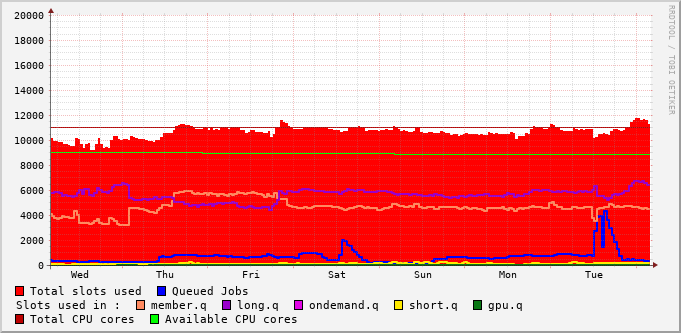 20000
18000
16000
14000
12000
10000
8000
6000
4000
2000
0
Wed Thu Fri Sat Sun Mon Tue
RRDTOOL / TOBI OETIKER
Total slots used Queued Jobs
Slots used in : member.q long.q ondemand.q short.q gpu.q
Total CPU cores Available CPU cores